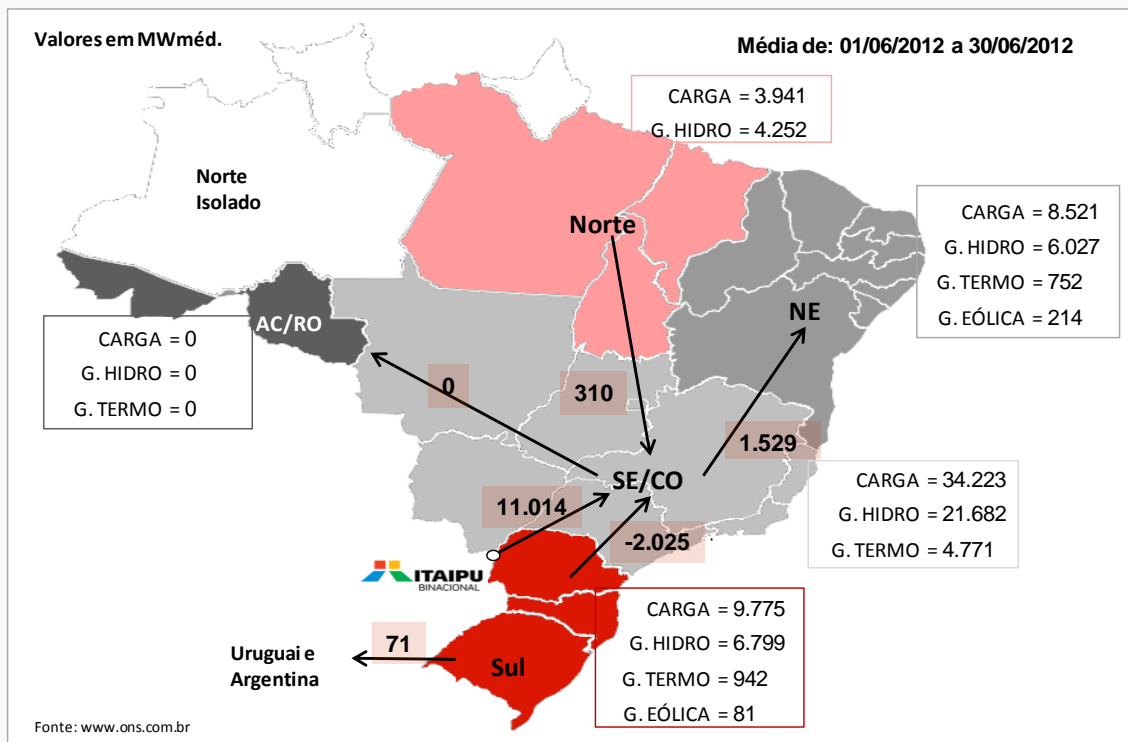 Valores em MWméd.
Média de: 01/06/2012 a 30/06/2012
CARGA = 3.941
G. HIDRO = 4.252
Norte
Isolado
Norte
CARGA = 8.521
G. HIDRO = 6.027
G. TERMO = 752
G. EÓLICA = 214
NE
AC/RO
CARGA = 0
G. HIDRO = 0
G. TERMO = 0
0
310
1.529
SE/CO
CARGA = 34.223
G. HIDRO = 21.682
G. TERMO = 4.771
11.014
-2.025
ITAIPU
BINACIONAL
CARGA = 9.775
G. HIDRO = 6.799
G. TERMO = 942
G. EÓLICA = 81
71
Uruguai e
Argentina
Sul
Fonte: www.ons.com.br